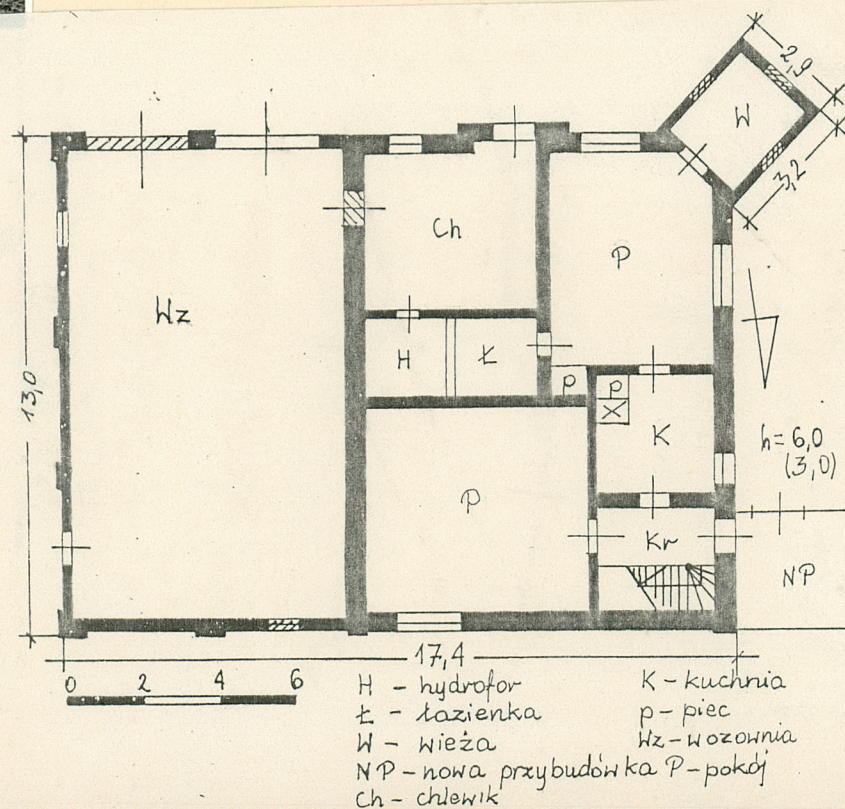 2,9
W
3,2
Ch
P
Wz
H
Ł
p
p
K
13,0
h=6,0
(3,0)
P
Kr
NP
17,4
0 2 4 6
H - hydrofor
K - kuchnia
Ł - łazienka
p - piec
W - wieża
Wz - wozownia
NP - nowa przybudówka P - pokój
Ch - chlewik